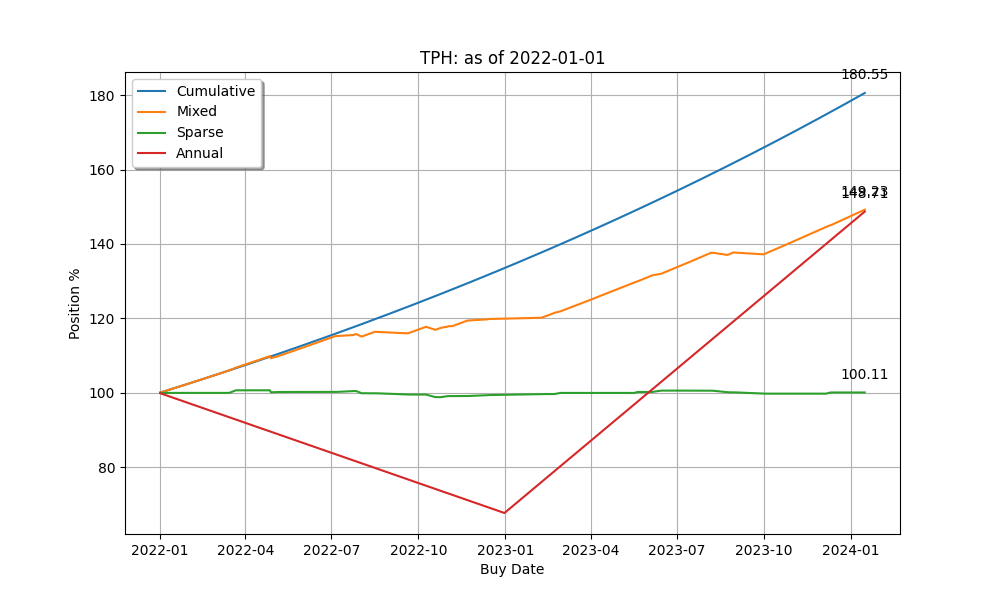 TPH: as of 2022-01-01
180.55
180
Cumulative
Mixed
Sparse
Annual
160
149.23
148.71
140
120
100.11
100
80
Position %
2022-01 2022-04 2022-07 2022-10 2023-01 2023-04 2023-07 2023-10 2024-01
Buy Date